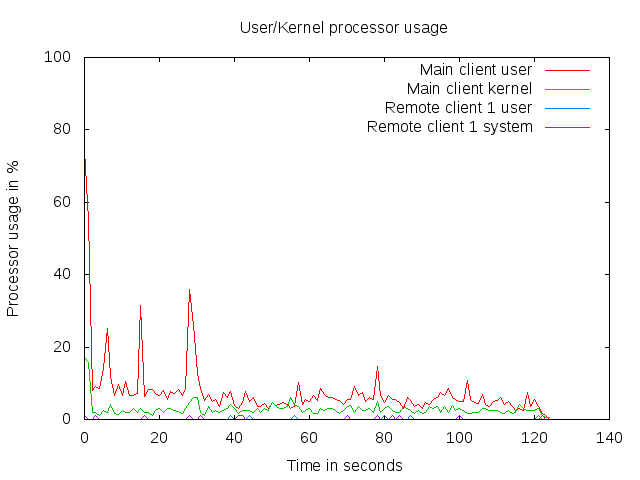 User/Kernel processor usage
100
80
60
40
20
0
Processor usage in %
Main client user
Main client kernel
Remote client 1 user
Remote client 1 system
0 20 40 60 80 100 120 140
Time in seconds